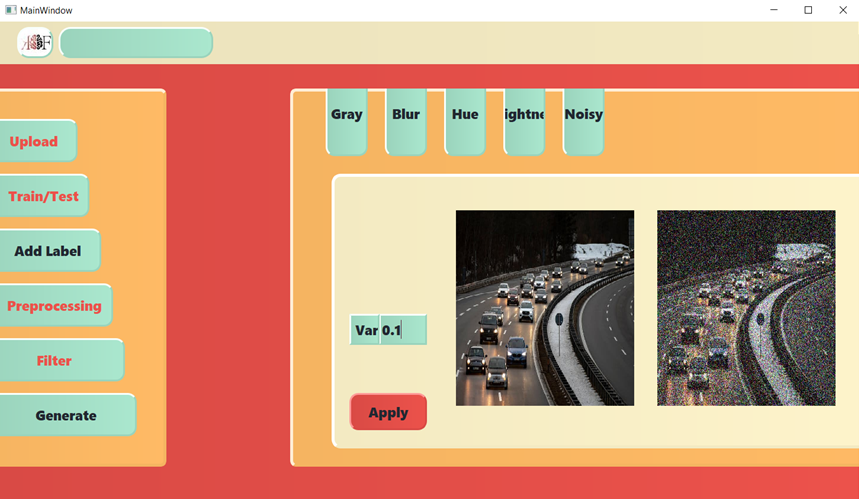 MainWindow
Gray
Blur
Hue
ightne
Noisy
Upload
Train/Test
Add Label
Preprocessing
Filter
Generate
Var 0.1
Apply